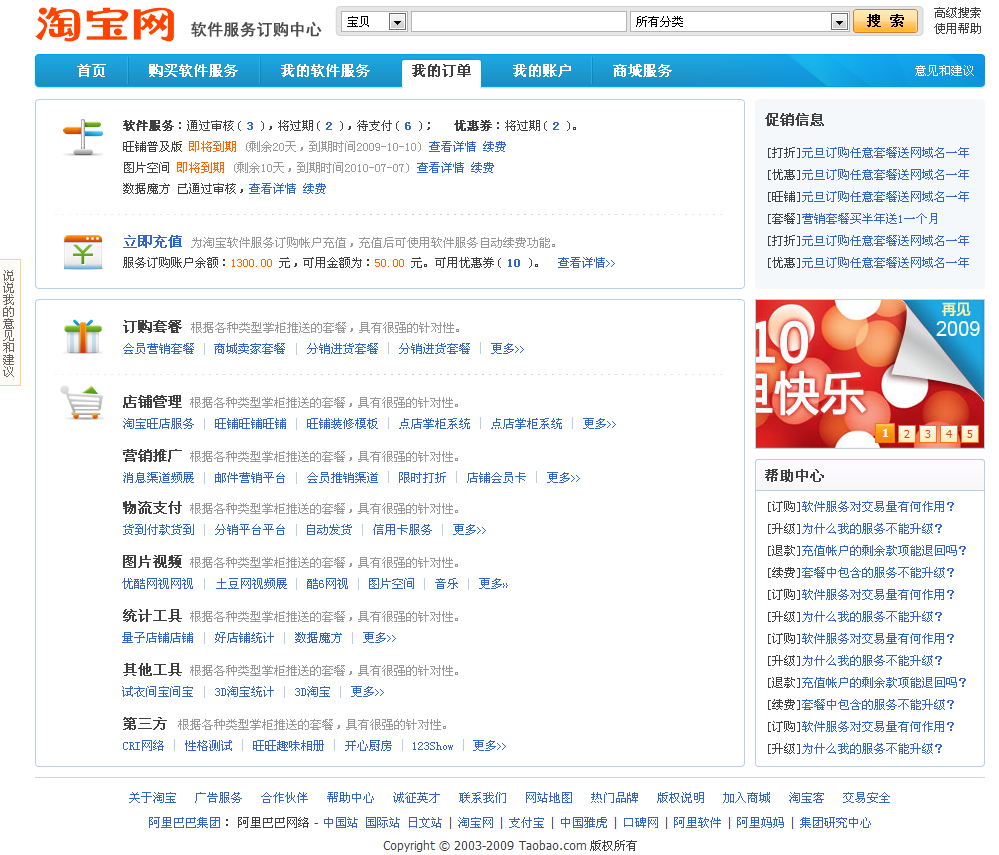 淘宝网 软件服务订购中心 宝贝 所有分类 搜 索 高级搜索
使用帮助
首页 购买软件服务 我的软件服务 我的订单 我的账户 商城服务 意见和建议
软件服务：通过审核（ 3 ），将过期（ 2 ），待支付（ 6 ）； 优惠券：将过期（ 2 ）。
旺铺普及版 即将到期 （剩余20天，到期时间2009-10-10） 查看详情 续费
图片空间 即将到期 （剩余10天，到期时间2010-07-07） 查看详情 续费
数据魔方 已通过审核，查看详情 续费
立即充值 为淘宝软件服务订购帐户充值，充值后可使用软件服务自动续费功能。
服务订购账户余额：1300.00 元，可用金额为：50.00 元。可用优惠券（ 10 ）。 查看详情>>
说说我的意见和建议
订购套餐 根据各种类型掌柜推送的套餐，具有很强的针对性。
会员营销套餐 | 商城卖家套餐 | 分销进货套餐 | 分销进货套餐 | 更多>>
店铺管理 根据各种类型掌柜推送的套餐，具有很强的针对性。
淘宝旺店服务 | 旺铺旺铺旺铺 | 旺铺装修模板 | 点店掌柜系统 | 点店掌柜系统 | 更多>>
营销推广 根据各种类型掌柜推送的套餐，具有很强的针对性。
消息渠道频展 | 邮件营销平台 | 会员推销渠道 | 限时打折 | 店铺会员卡 | 更多>>
物流支付 根据各种类型掌柜推送的套餐，具有很强的针对性。
货到付款货到 | 分销平台平台 | 自动发货 | 信用卡服务 | 更多>>
图片视频 根据各种类型掌柜推送的套餐，具有很强的针对性。
优酷网视网视 | 土豆网视频展 | 酷6网视 | 图片空间 | 音乐 | 更多>>
统计工具 根据各种类型掌柜推送的套餐，具有很强的针对性。
量子店铺店铺 | 好店铺统计 | 数据魔方 | 更多>>
其他工具 根据各种类型掌柜推送的套餐，具有很强的针对性。
试衣间宝间宝 | 3D淘宝统计 | 3D淘宝 | 更多>>
第三方 根据各种类型掌柜推送的套餐，具有很强的针对性。
CRI网络 | 性格测试 | 旺旺趣味相册 | 开心厨房 | 123Show | 更多>>
促销信息
[打折]元旦订购任意套餐送网域名一年
[优惠]元旦订购任意套餐送网域名一年
[旺铺]元旦订购任意套餐送网域名一年
[套餐]营销套餐买半年送1一个月
[打折]元旦订购任意套餐送网域名一年
[优惠]元旦订购任意套餐送网域名一年
再见
2009
10
旦快乐
1 2 3 4 5
帮助中心
[订购]软件服务对交易量有何作用?
[升级]为什么我的服务不能升级?
[退款]充值帐户的剩余款项能退回吗?
[续费]套餐中包含的服务不能升级?
[订购]软件服务对交易量有何作用?
[升级]为什么我的服务不能升级?
[订购]软件服务对交易量有何作用?
[升级]为什么我的服务不能升级?
[退款]充值帐户的剩余款项能退回吗?
[续费]套餐中包含的服务不能升级?
[订购]软件服务对交易量有何作用?
[升级]为什么我的服务不能升级?
关于淘宝 广告服务 合作伙伴 帮助中心 诚征英才 联系我们 网站地图 热门品牌 版权说明 加入商城 淘宝客 交易安全
阿里巴巴集团： 阿里巴巴网络 - 中国站 国际站 日文站 | 淘宝网 | 支付宝 | 中国雅虎 | 口碑网 | 阿里软件 | 阿里妈妈 | 集团研究中心
Copyright © 2003-2009 Taobao.com 版权所有